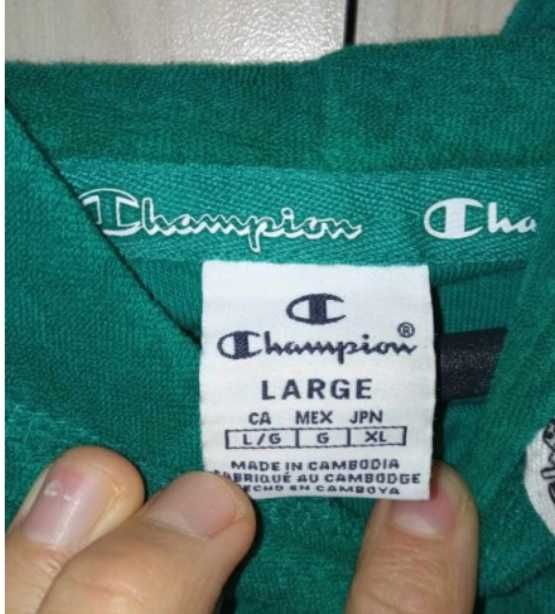 Champion Cha
Champion®
LARGE
CA MEX JPN
L/G G XL
MADE IN CAMBODIA
FABRIQUÉ AU CAMBODGE
HECHO EN CAMBOYA